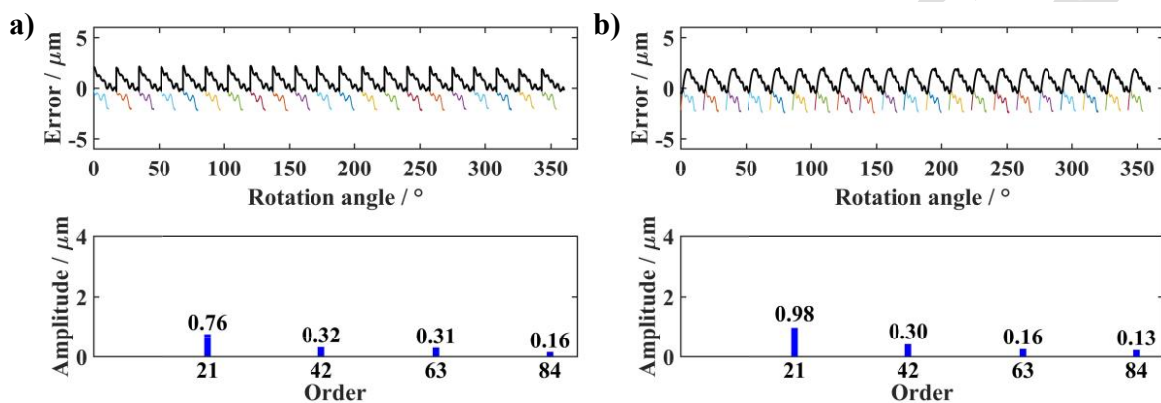 a)
Error / μm
5
0
-5
0 50 100 150 200 250 300 350
Rotation angle / °
Amplitude / μm
4
2
0
0.76 0.32 0.31 0.16
21 42 63 84
Order
b)
Error / μm
5
0
-5
0 50 100 150 200 250 300 350
Rotation angle / °
Amplitude / μm
4
2
0
0.98 0.30 0.16 0.13
21 42 63 84
Order